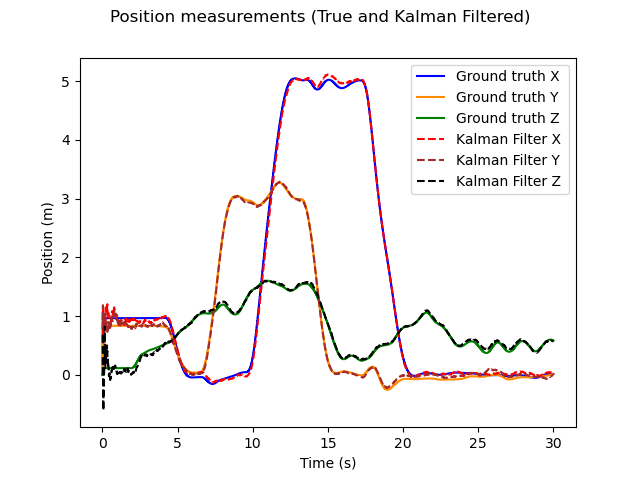 Position measurements (True and Kalman Filtered)
Ground truth X
Ground truth Y
Ground truth Z
Kalman Filter X
Kalman Filter Y
Kalman Filter Z
Position (m)
5
4
3
2
1
0
0 5 10 15 20 25 30
Time (s)